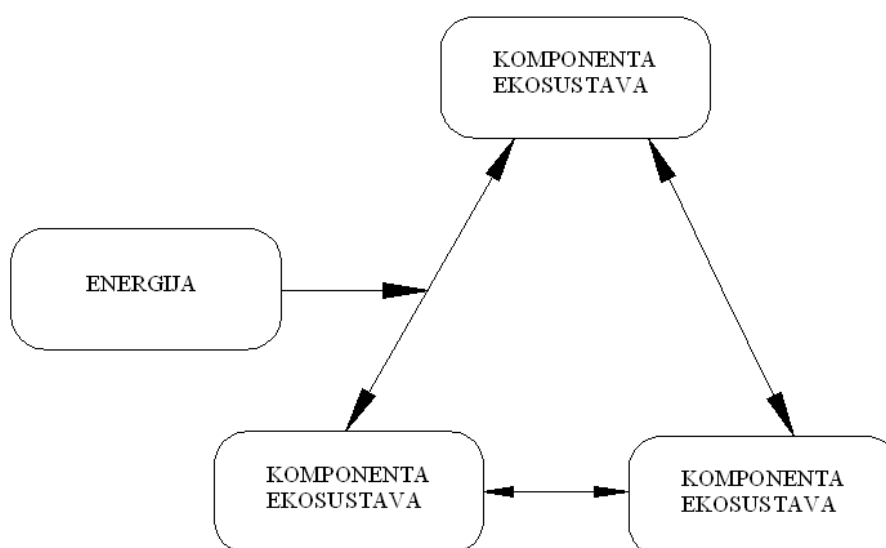 KOMPONENTA
EKOSUSTAVA
ENERGIJA
KOMPONENTA
EKOSUSTAVA
KOMPONENTA
EKOSUSTAVA